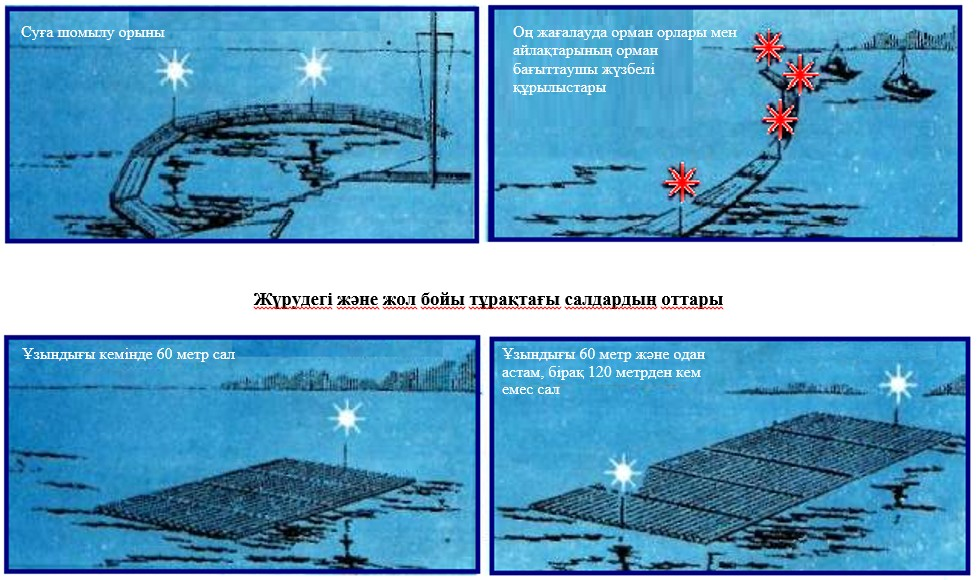 Суға шомылу орыны
Оң жағалауда орман орлары мен
айлақтарының орман
бағыттаушы жүзбелі
құрылыстары
Жүрудегі және жол бойы тұрақтағы салдардың оттары
Ұзындығы кемінде 60 метр сал
Ұзындығы 60 метр және одан
астам, бірақ 120 метрден кем
емес сал